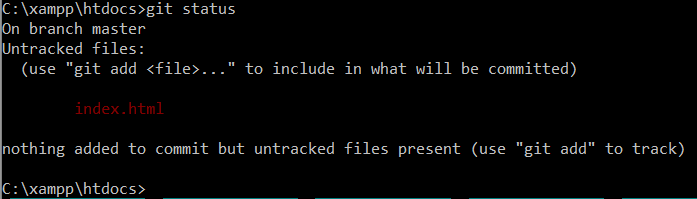 C:\xampp\htdocs>git status
On branch master
Untracked files:
(use "git add <file>..." to include in what will be committed)
index.html
nothing added to commit but untracked files present (use "git add" to track)
C:\xampp\htdocs>